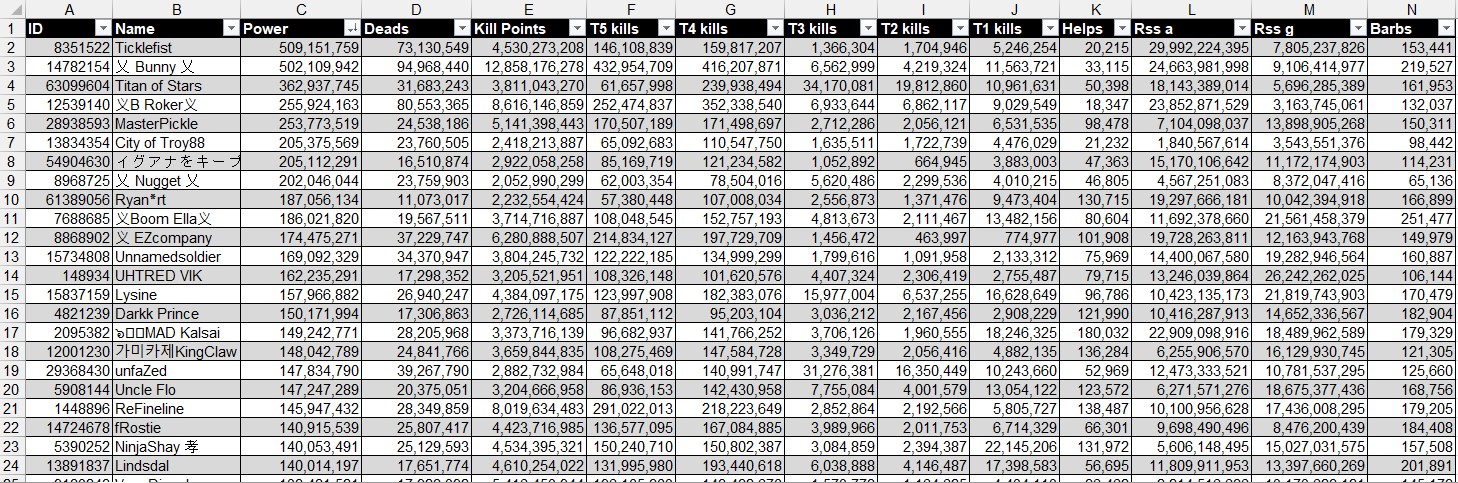 A B C D E F G H I J K L M N
1 ID Name Power Deads Kill Points T5 kills T4 kills T3 kills T2 kills T1 kills Helps Rss a Rss g Barbs
2 8351522 Ticklefist 509,151,759 73,130,549 4,530,273,208 146,108,839 159,817,207 1,366,304 1,704,946 5,246,254 20,215 29,992,224,395 7,805,237,826 153,441
3 14782154 乂 Bunny 乂 502,109,942 94,968,440 12,858,176,278 432,954,709 416,207,871 6,562,999 4,219,324 11,563,721 33,115 24,663,981,998 9,106,414,977 219,527
4 63099604 Titan of Stars 362,937,745 31,683,243 3,811,043,270 61,657,998 239,938,494 34,170,081 19,812,860 10,961,631 50,398 18,143,389,014 5,696,285,389 161,953
5 12539140 乂B Roker乂 255,924,163 80,553,365 8,616,146,859 252,474,837 352,338,540 6,933,644 6,862,117 9,029,549 18,347 23,852,871,529 3,163,745,061 132,037
6 28938593 MasterPickle 253,773,519 24,538,186 5,141,398,443 170,507,189 171,498,697 2,712,286 2,056,121 6,531,535 98,478 7,104,098,037 13,898,905,268 150,311
7 13834354 City of Troy88 205,375,569 23,760,505 2,418,213,887 65,092,683 110,547,750 1,635,511 1,722,739 4,476,029 21,232 1,840,567,614 3,543,551,376 98,442
8 54904630 イグアナをキープ 205,112,291 16,510,874 2,922,058,258 85,169,719 121,234,582 1,052,892 664,945 3,883,003 47,363 15,170,106,642 11,172,174,903 114,231
9 8968725 乂 Nugget 乂 202,046,044 23,759,903 2,052,990,299 62,003,354 78,504,016 5,620,486 2,299,536 4,010,215 46,805 4,567,251,083 8,372,047,416 65,136
10 61389056 Ryan*rt 187,056,134 11,073,017 2,232,554,424 57,380,448 107,008,034 2,556,873 1,371,476 9,473,404 130,715 19,297,666,181 10,042,394,918 166,899
11 7688685 乂Boom Ella乂 186,021,820 19,567,511 3,714,716,887 108,048,545 152,757,193 4,813,673 2,111,467 13,482,156 80,604 11,692,378,660 21,561,458,379 251,477
12 8868902 乂 EZcompany 174,475,271 37,229,747 6,280,888,507 214,834,127 197,729,709 1,456,472 463,997 774,977 101,908 19,728,263,811 12,163,943,768 149,979
13 15734808 Unnamedsoldier 169,092,329 34,370,947 3,804,245,732 122,222,185 134,999,299 1,799,616 1,091,958 2,133,312 75,969 14,400,067,580 19,282,946,564 160,887
14 148934 UHTRED VIK 162,235,291 17,298,352 3,205,521,951 108,326,148 101,620,576 4,407,324 2,306,419 2,755,487 79,715 13,246,039,864 26,242,262,025 106,144
15 15837159 Lysine 157,966,882 26,940,247 4,384,097,175 123,997,908 182,383,076 15,977,004 6,537,255 16,628,649 96,786 10,423,135,173 21,819,743,903 170,479
16 4821239 Darkk Prince 150,171,994 17,306,863 2,726,114,685 87,851,112 95,203,104 3,036,212 2,167,456 2,908,229 121,990 10,416,287,913 14,652,336,567 182,904
17 2095382 MAD Kalsai 149,242,771 28,205,968 3,373,716,139 96,682,937 141,766,252 3,706,126 1,960,555 18,246,325 180,032 22,909,098,916 18,489,962,589 179,329
18 12001230 가미카제KingClaw 148,042,789 24,841,766 3,659,844,835 108,275,469 147,584,728 3,349,729 2,056,416 4,882,135 136,284 6,255,906,570 16,129,930,745 121,305
19 29368430 unfaZed 147,834,790 39,267,790 2,882,732,984 65,648,018 140,991,747 31,276,381 16,350,449 10,243,660 52,969 12,473,333,521 10,781,537,295 125,660
20 5908144 Uncle Flo 147,247,289 20,375,051 3,204,666,958 86,936,153 142,430,958 7,755,084 4,001,579 13,054,122 123,572 6,271,571,276 18,675,377,436 168,756
21 1448896 ReFineline 145,947,432 28,349,859 8,019,634,483 291,022,013 218,223,649 2,852,864 2,192,566 5,805,727 138,487 10,100,956,628 17,436,008,295 179,205
22 14724678 fRostie 140,915,539 25,807,417 4,423,716,985 136,577,095 167,084,885 3,989,966 2,011,753 6,714,329 66,301 9,698,490,496 8,476,200,439 184,408
23 5390252 NinjaShay 孝 140,053,491 25,129,593 4,534,395,321 150,240,710 150,802,387 3,084,859 2,394,387 22,145,206 131,972 5,606,148,495 15,027,031,575 157,508
24 13891837 Lindsdal 140,014,197 17,651,774 4,610,254,022 131,995,980 193,440,618 6,038,888 4,146,487 17,398,583 56,695 11,809,911,953 13,397,660,269 201,891